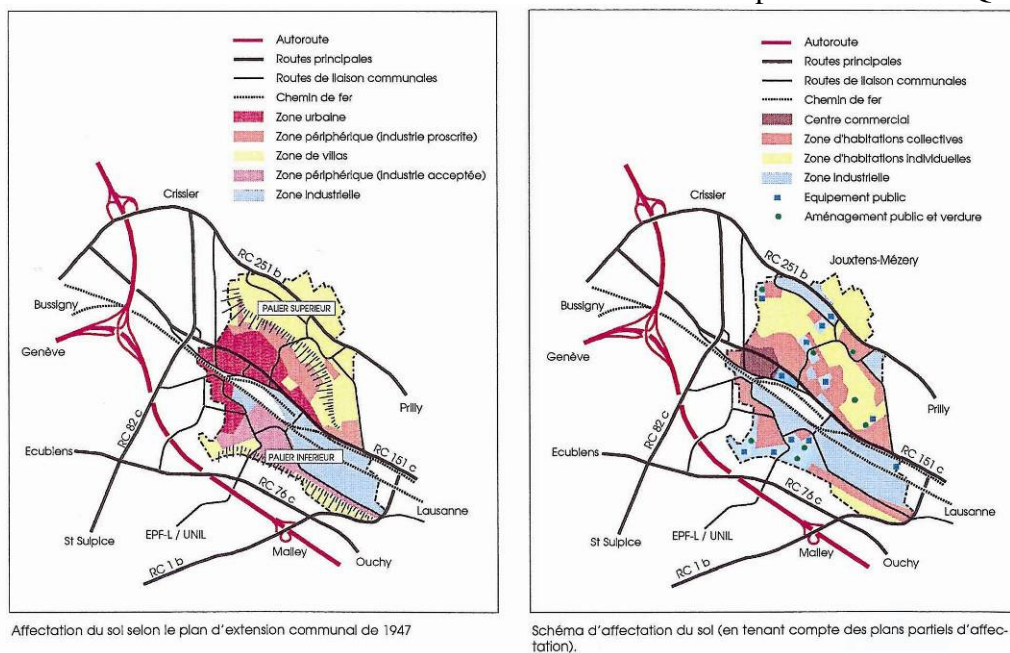 Autoroute
Routes principales
Routes de liaison communales
Chemin de fer
Zone urbaine
Zone périphérique (industrie proscrite)
Zone de villas
Zone périphérique (industrie acceptée)
Zone industrielle
Crissier
RC 251 b
Bussigny
PALIER SUPERIEUR
Genève
Prilly
RC 82 c
Ecublens
PALIER INFERIEUR
RC 151 c
RC 76 c
Lausanne
St Sulpice
EPF-L / UNIL
Malley
Ouchy
RC 1 b
Affectation du sol selon le plan d'extension communal de 1947
Autoroute
Routes principales
Routes de liaison communales
Chemin de fer
Centre commercial
Zone d'habitations collectives
Zone d'habitations individuelles
Zone industrielle
Equipement public
Aménagement public et verdure
Crissier
Jouxtens-Mézery
RC 251 b
Bussigny
Genève
Prilly
RC 82 c
Ecublens
RC 151 c
RC 76 c
Lausanne
St Sulpice
EPF-L / UNIL
Malley
Ouchy
RC 1 b
Schéma d'affectation du sol (en tenant compte des plans partiels d'affec-
tation).